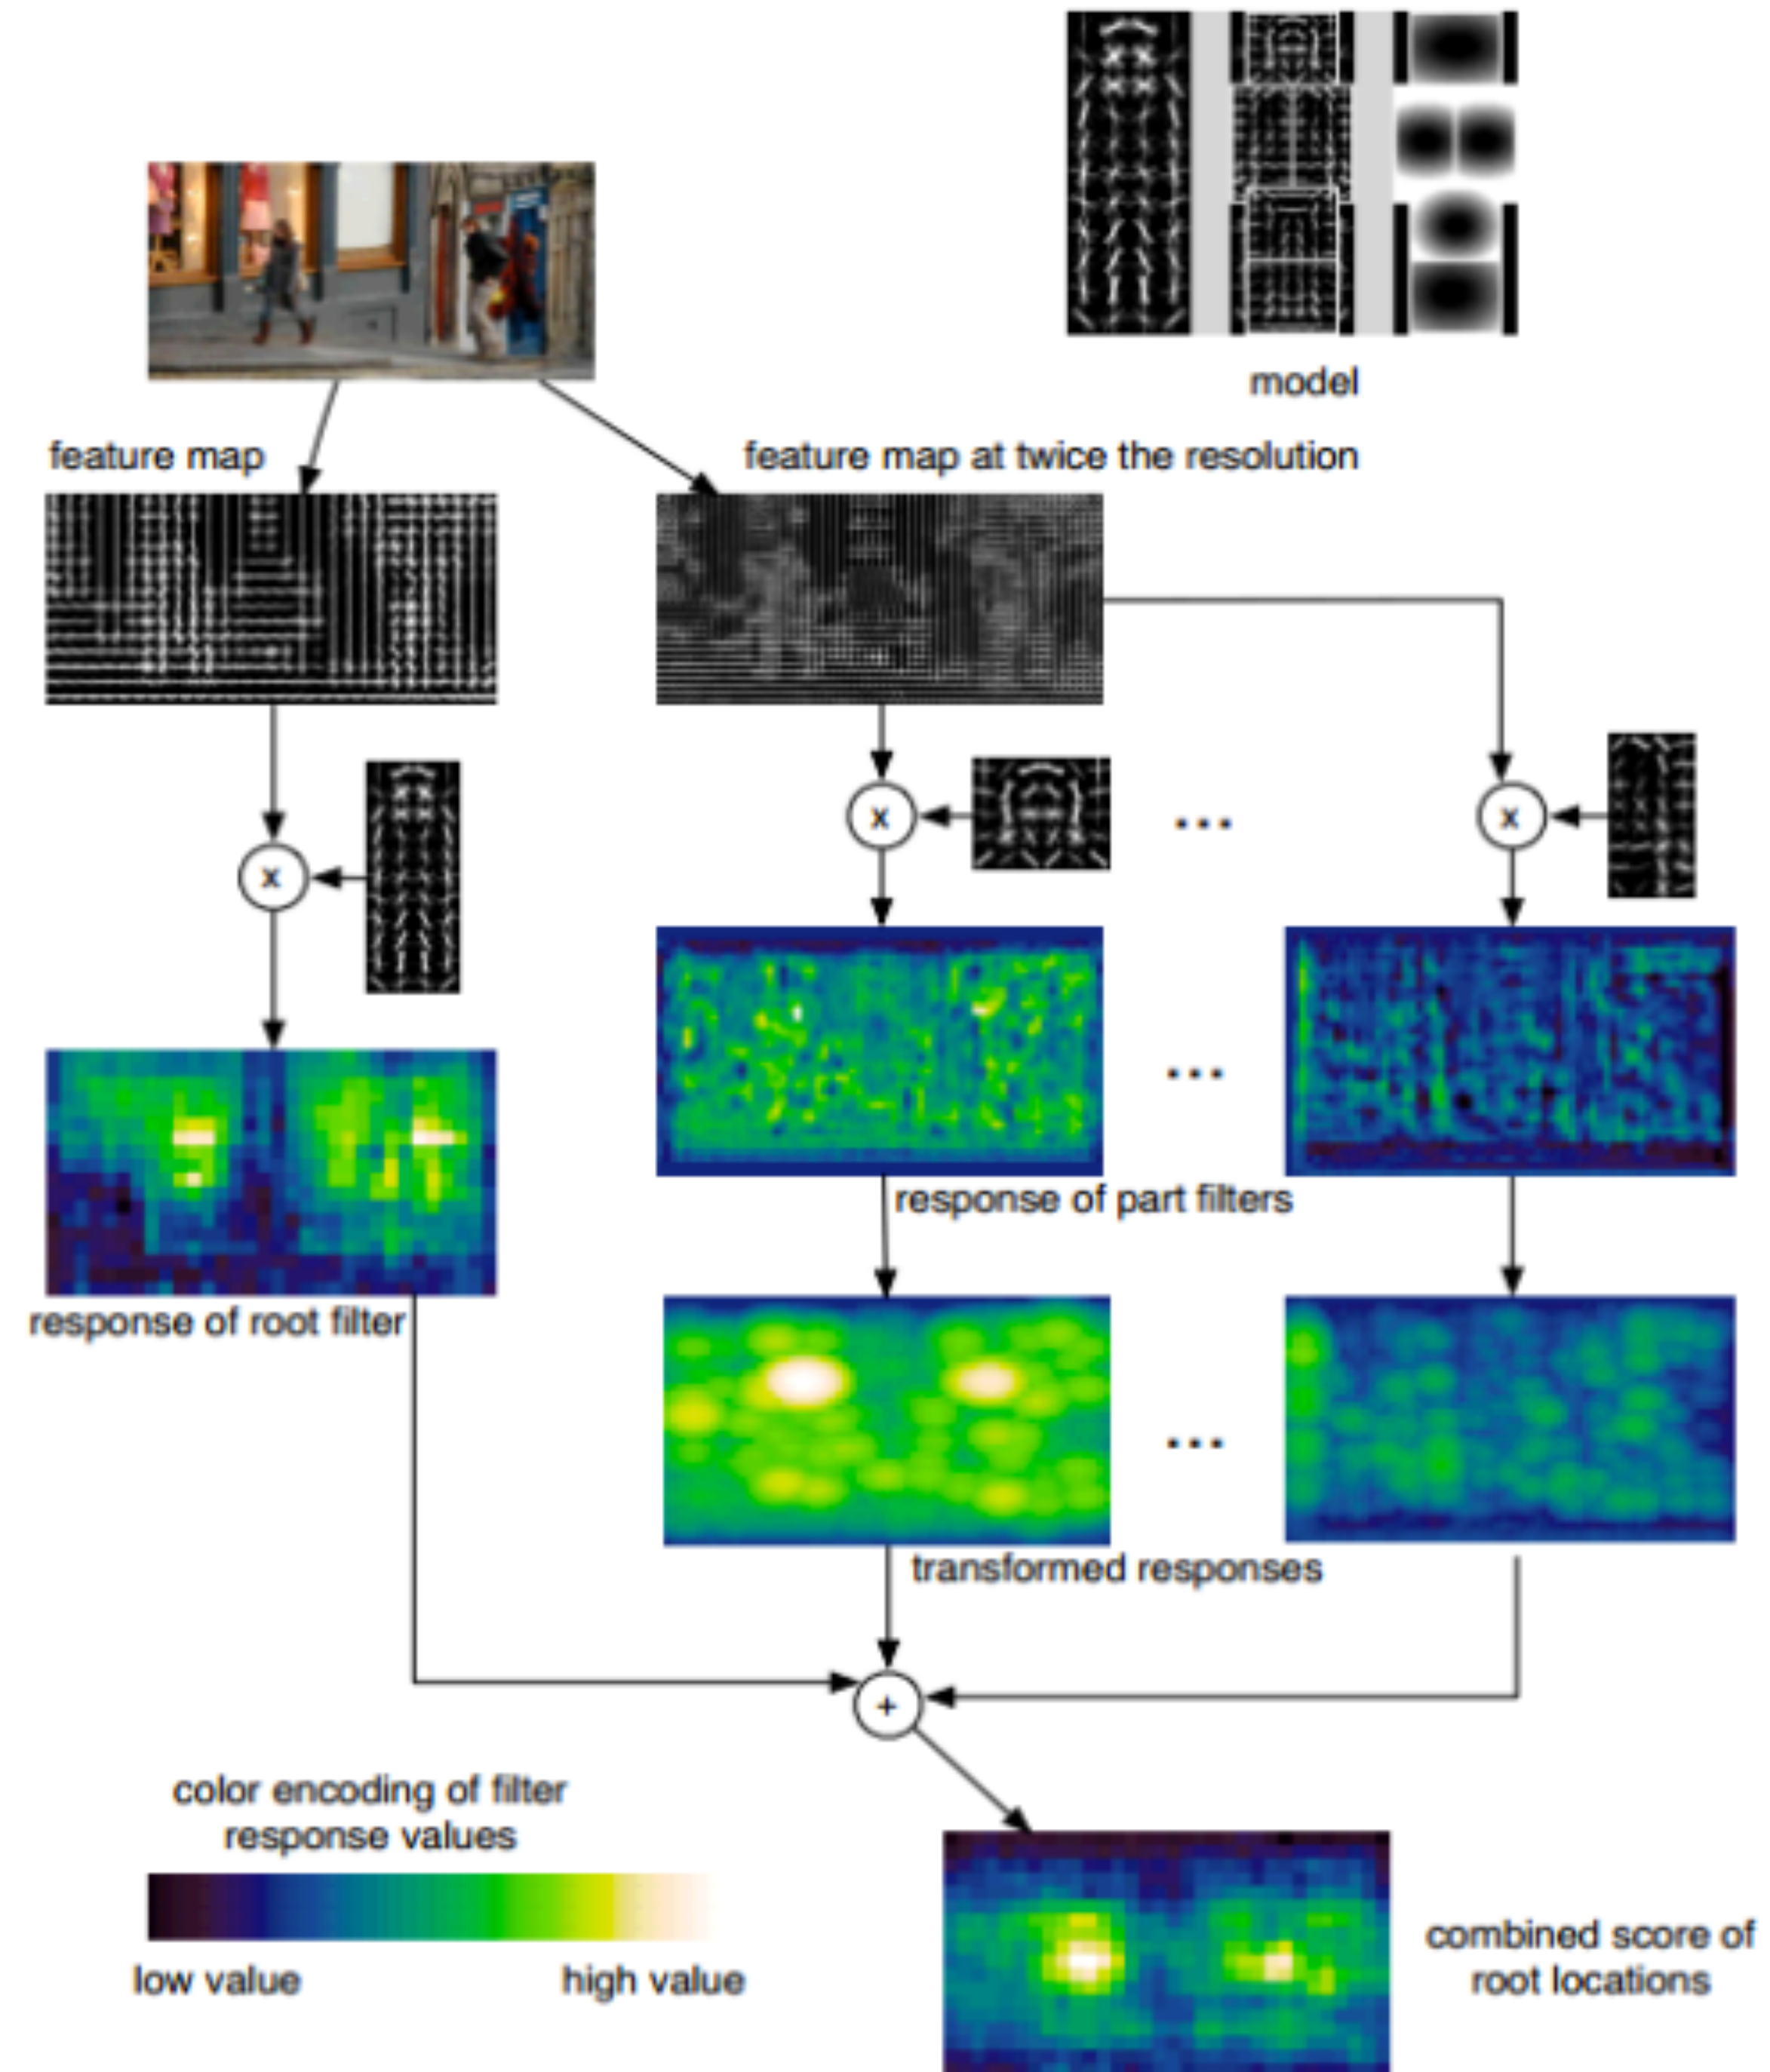 model
feature map
feature map at twice the resolution
x
...
x
x
...
response of part filters
response of root filter
...
transformed responses
+
color encoding of filter
response values
low value
high value
combined score of
root locations